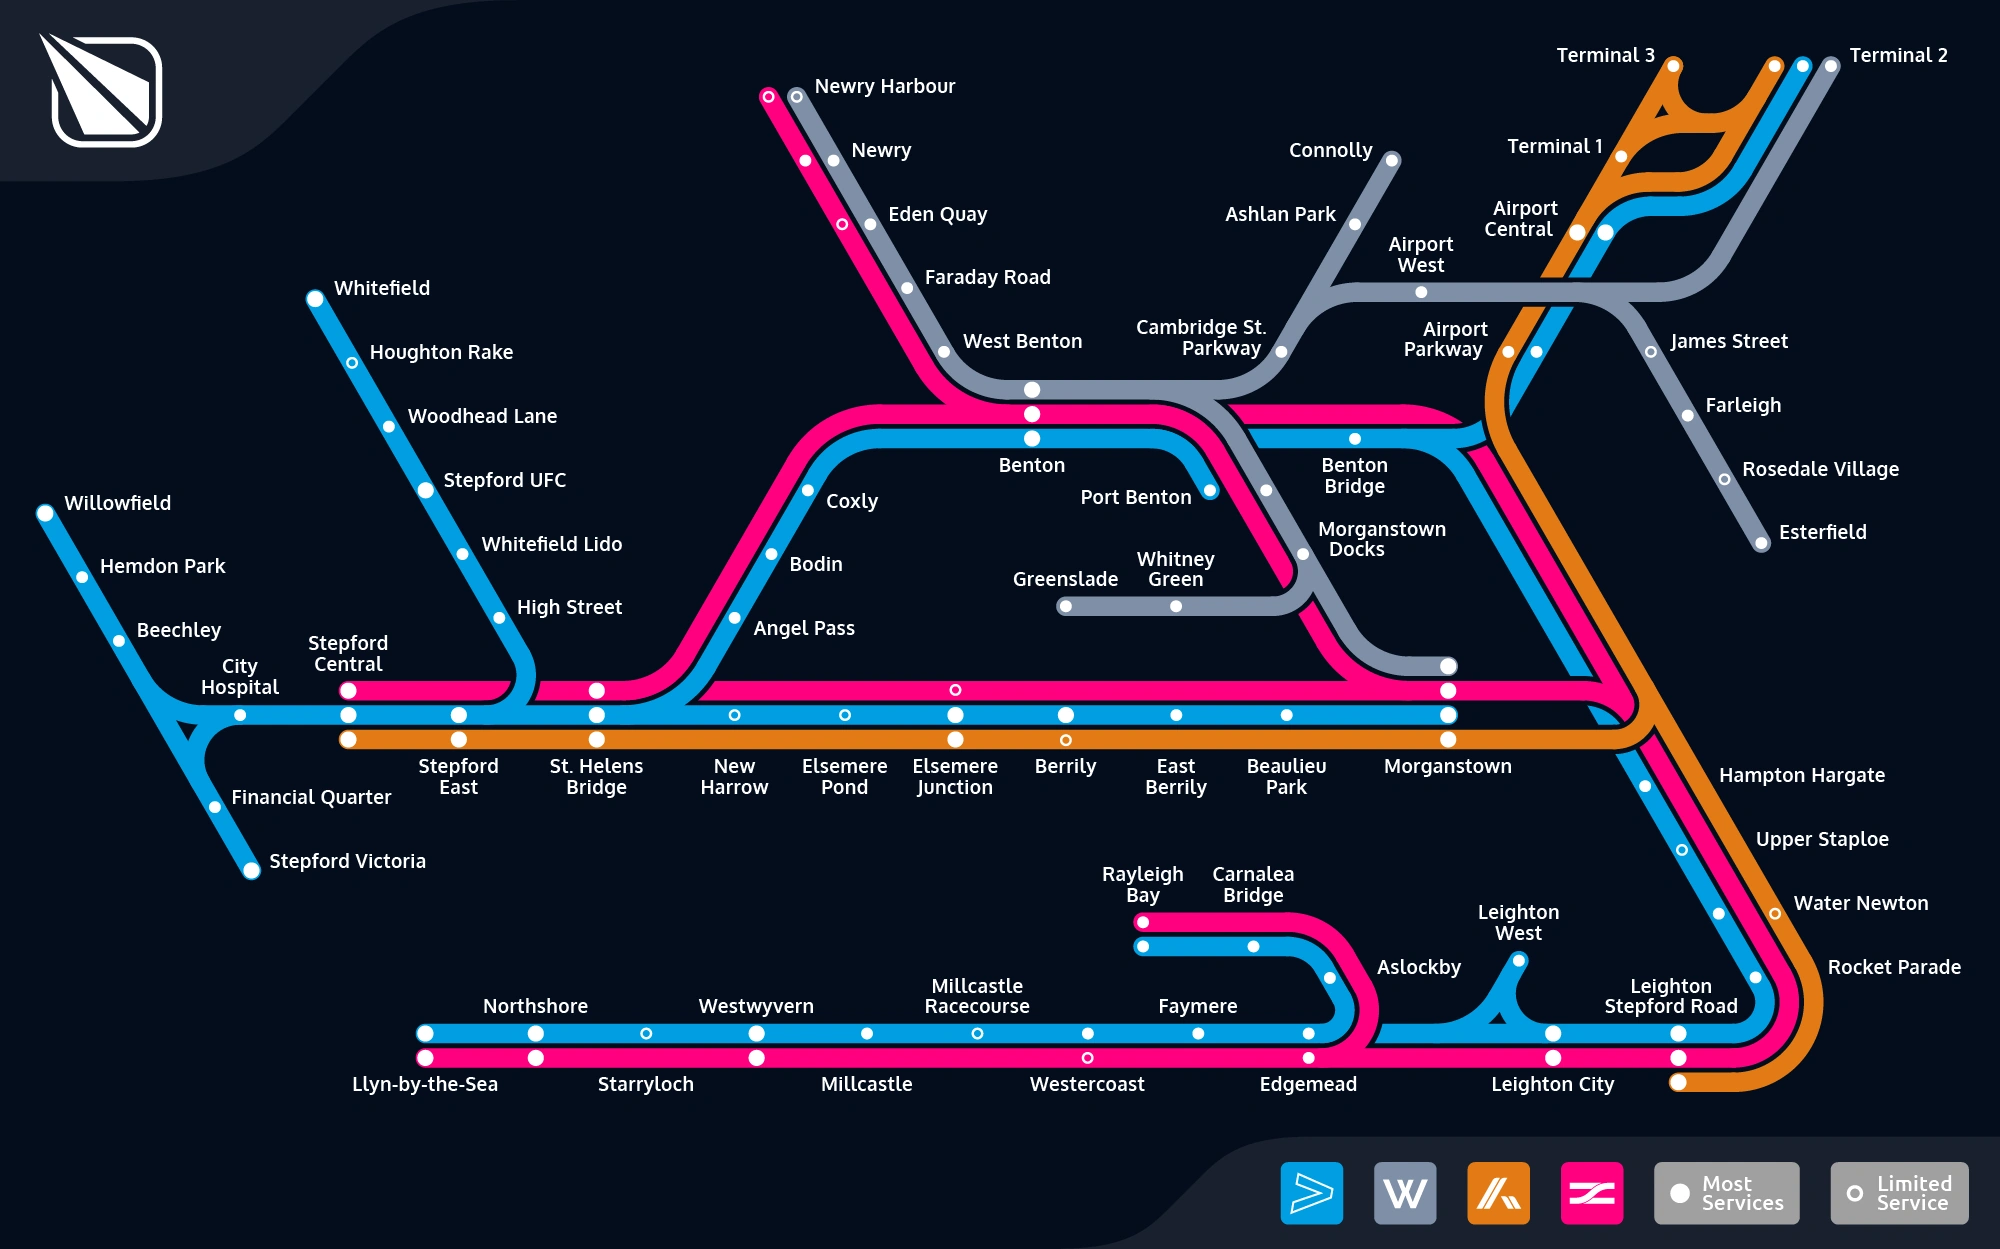 Terminal 3
Terminal 2
Newry Harbour
Newry
Connolly
Terminal 1
Eden Quay
Ashlan Park
Airport
Central
Airport
West
Faraday Road
Whitefield
West Benton
Cambridge St.
Parkway
Airport
Parkway
James Street
Houghton Rake
Farleigh
Woodhead Lane
Benton
Benton
Bridge
Rosedale Village
Stepford UFC
Coxly
Port Benton
Willowfield
Esterfield
Whitefield Lido
Morganstown
Docks
Bodin
Hemdon Park
Greenslade
Whitney
Green
High Street
Angel Pass
Beechley
Stepford
Central
City
Hospital
Stepford
East
St. Helens
Bridge
New
Harrow
Elsemere
Pond
Elsemere
Junction
Berrily
East
Berrily
Beaulieu
Park
Morganstown
Hampton Hargate
Financial Quarter
Upper Staploe
Stepford Victoria
Rayleigh
Bay
Carnalea
Bridge
Water Newton
Leighton
West
Aslockby
Rocket Parade
Northshore
Westwyvern
Millcastle
Racecourse
Faymere
Leighton
Stepford Road
Llyn-by-the-Sea
Starryloch
Millcastle
Westercoast
Edgemead
Leighton City
W
Most
Services
Limited
Service